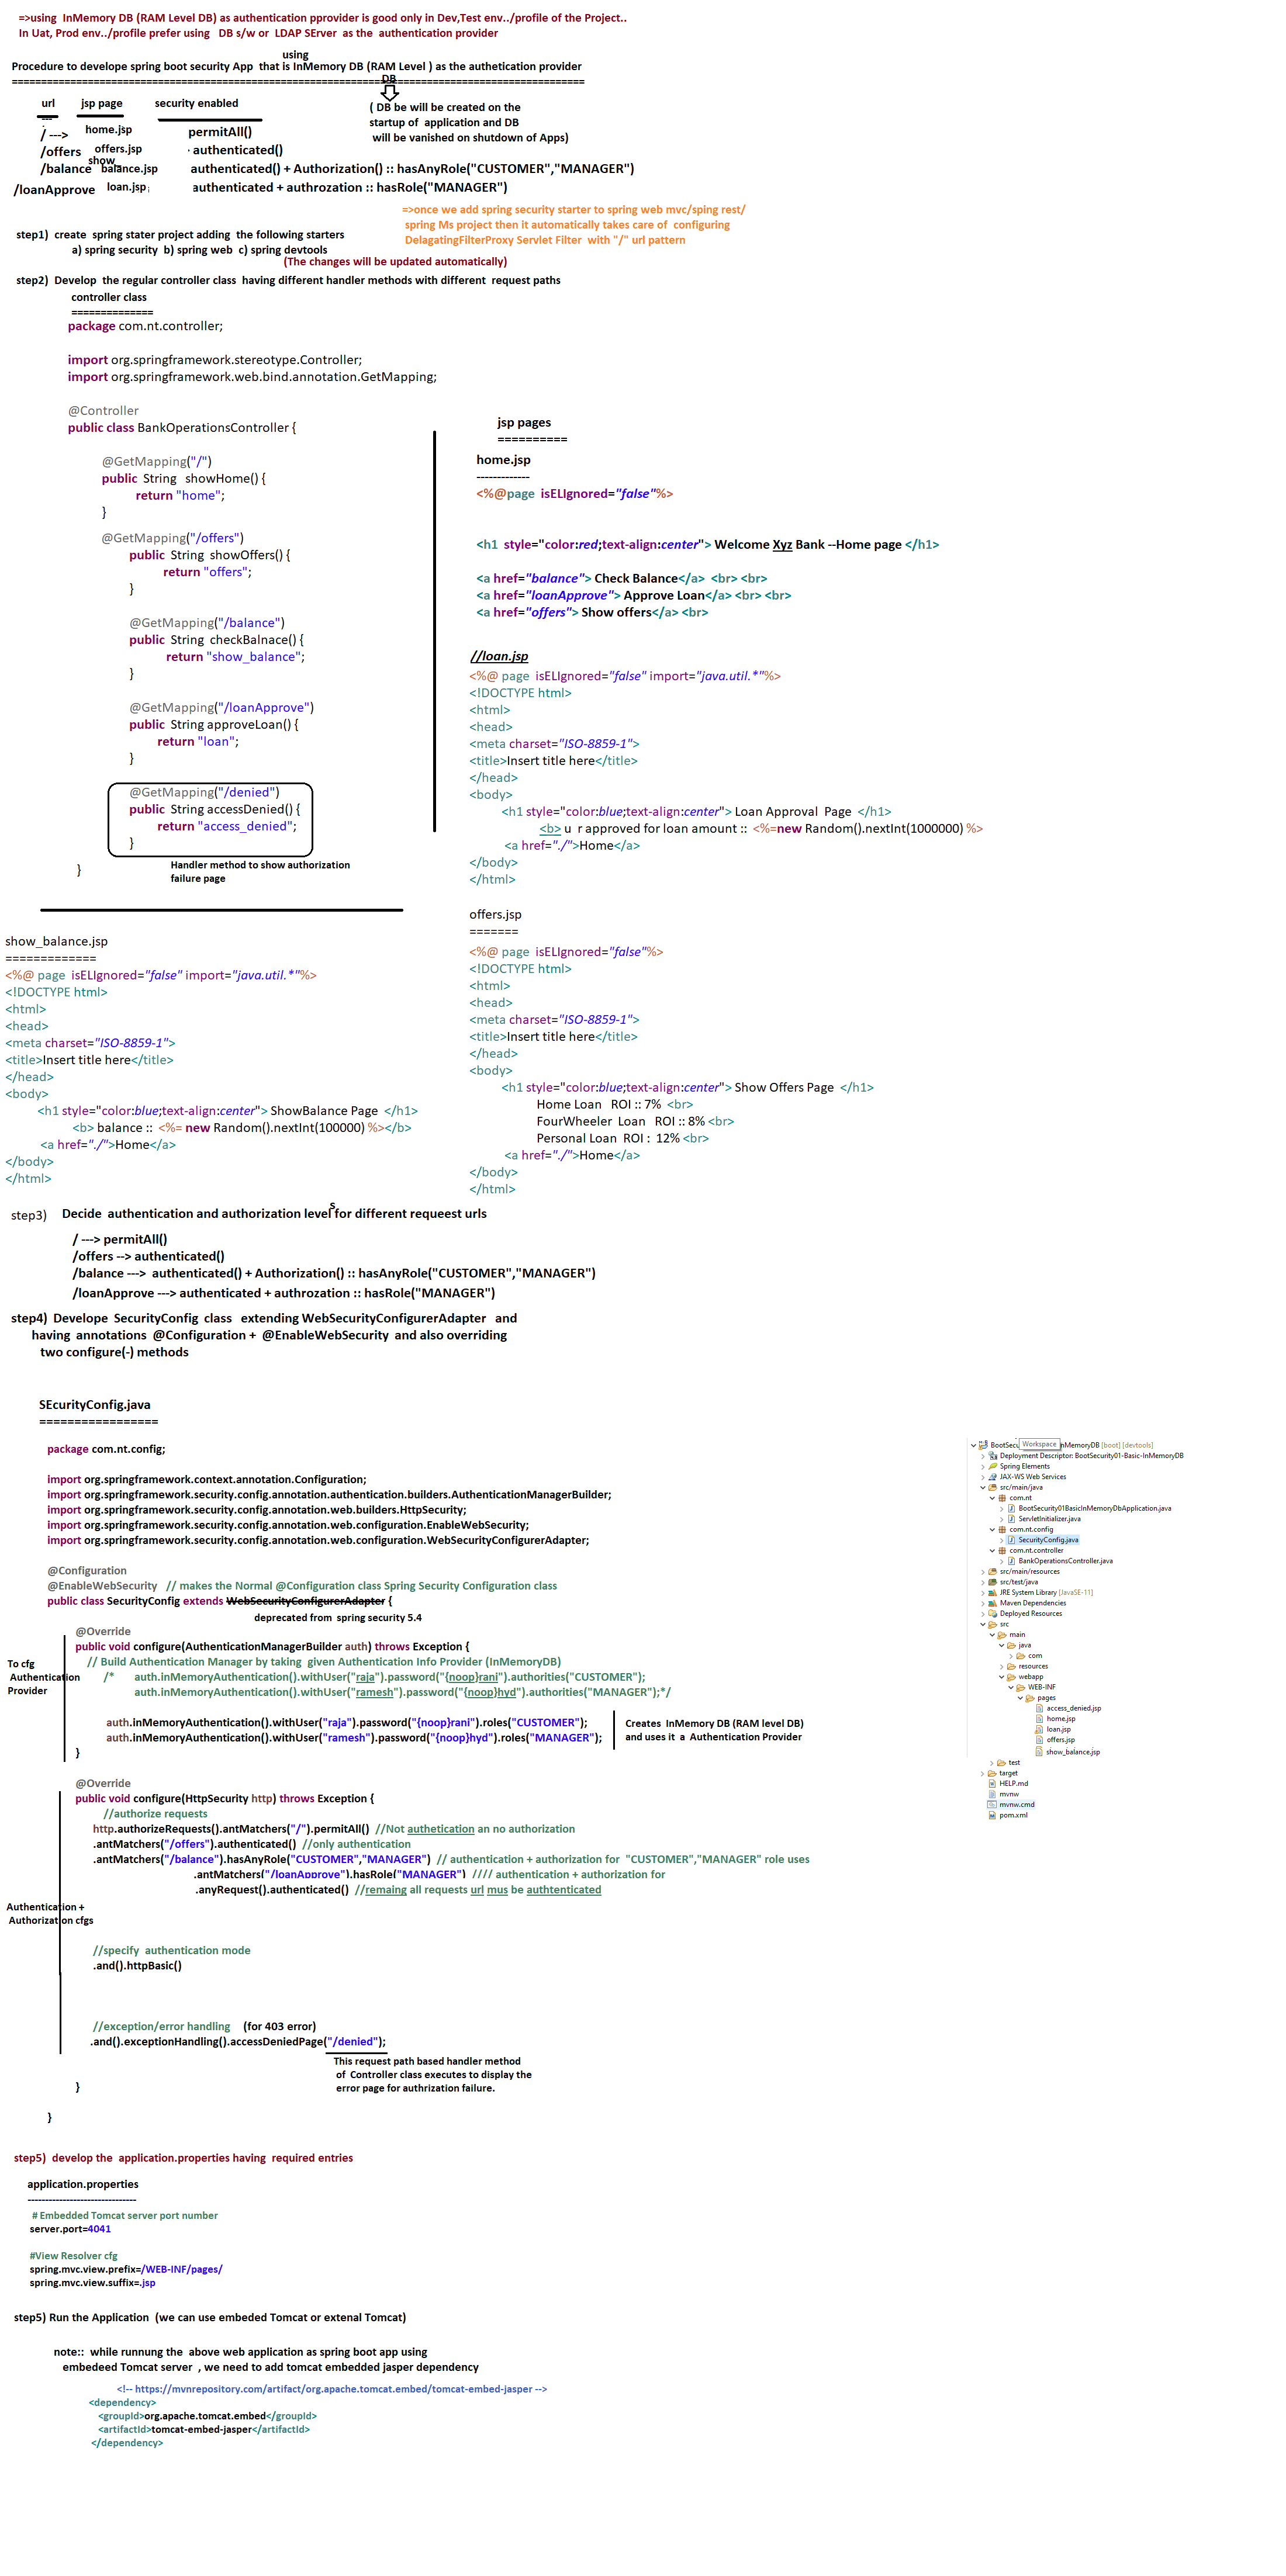 =>using  InMemory DB (RAM Level DB) as authentication pprovider is good only in Dev,Test env../profile of the Project..
In Uat, Prod env../profile prefer using   DB s/w or  LDAP SErver  as the  authentication provider
using
Procedure to develope spring boot security App  that is InMemory DB (RAM Level ) as the authetication provider
DB
url jsp page security enabled
( DB be will be created on the
startup of  application and DB
will be vanished on shutdown of Apps)
/ ---> home.jsp permitAll()
/offers offers.jsp authenticated()
show_
/balance balance.jsp authenticated() + Authorization() :: hasAnyRole("CUSTOMER","MANAGER")
/loanApprove loan.jsp authenticated + authrozation :: hasRole("MANAGER")
=>once we add spring security starter to spring web mvc/sping rest/
spring Ms project then it automatically takes care of  configuring
DelagatingFilterProxy Servlet Filter  with "/" url pattern
step1)  create  spring stater project adding  the following starters
a) spring security  b) spring web  c) spring devtools
(The changes will be updated automatically)
step2)  Develop  the regular controller class  having different handler methods with different  request paths
controller class
==============
package com.nt.controller;
import org.springframework.stereotype.Controller;
import org.springframework.web.bind.annotation.GetMapping;
@Controller
public class BankOperationsController {
@GetMapping("/")
public  String   showHome() {
return "home";
}
@GetMapping("/offers")
public  String  showOffers() {
return "offers";
}
@GetMapping("/balance")
public  String  checkBalnace() {
return "show_balance";
}
@GetMapping("/loanApprove")
public  String approveLoan() {
return "loan";
}
@GetMapping("/denied")
public  String accessDenied() {
return "access_denied";
}
Handler method to show authorization
failure page
}
jsp pages
==========
home.jsp
-------------
<%@page  isELIgnored="false"%>
<h1  style="color:red;text-align:center"> Welcome Xyz Bank --Home page </h1>
<a href="balance"> Check Balance</a>  <br> <br>
<a href="loanApprove"> Approve Loan</a> <br> <br>
<a href="offers"> Show offers</a> <br>
//loan.jsp
<%@ page  isELIgnored="false" import="java.util.*"%>
<!DOCTYPE html>
<html>
<head>
<meta charset="ISO-8859-1">
<title>Insert title here</title>
</head>
<body>
<h1 style="color:blue;text-align:center"> Loan Approval  Page  </h1>
<b> u  r approved for loan amount ::  <%=new Random().nextInt(1000000) %>
<a href="./">Home</a>
</body>
</html>
offers.jsp
=======
<%@ page  isELIgnored="false"%>
<!DOCTYPE html>
<html>
<head>
<meta charset="ISO-8859-1">
<title>Insert title here</title>
</head>
<body>
<h1 style="color:blue;text-align:center"> Show Offers Page  </h1>
Home Loan   ROI :: 7%  <br>
FourWheeler  Loan   ROI :: 8% <br>
Personal Loan  ROI :  12% <br>
<a href="./">Home</a>
</body>
</html>
show_balance.jsp
=============
<%@ page  isELIgnored="false" import="java.util.*"%>
<!DOCTYPE html>
<html>
<head>
<meta charset="ISO-8859-1">
<title>Insert title here</title>
</head>
<body>
<h1 style="color:blue;text-align:center"> ShowBalance Page  </h1>
<b> balance ::  <%= new Random().nextInt(100000) %></b>
<a href="./">Home</a>
</body>
</html>
s
step3)    Decide  authentication and authorization level for different requeest urls
/ ---> permitAll()
/offers --> authenticated()
/balance --->  authenticated() + Authorization() :: hasAnyRole("CUSTOMER","MANAGER")
/loanApprove ---> authenticated + authrozation :: hasRole("MANAGER")
step4)  Develope  SecurityConfig  class   extending WebSecurityConfigurerAdapter   and
having  annotations  @Configuration +  @EnableWebSecurity  and also overriding
two configure(-) methods
SEcurityConfig.java
=================
package com.nt.config;
import org.springframework.context.annotation.Configuration;
import org.springframework.security.config.annotation.authentication.builders.AuthenticationManagerBuilder;
import org.springframework.security.config.annotation.web.builders.HttpSecurity;
import org.springframework.security.config.annotation.web.configuration.EnableWebSecurity;
import org.springframework.security.config.annotation.web.configuration.WebSecurityConfigurerAdapter;
@Configuration
@EnableWebSecurity   // makes the Normal @Configuration class Spring Security Configuration class
public class SecurityConfig extends WebSecurityConfigurerAdapter {
deprecated from  spring security 5.4
@Override
public void configure(AuthenticationManagerBuilder auth) throws Exception {
// Build Authentication Manager by taking  given Authentication Info Provider (InMemoryDB)
/*       auth.inMemoryAuthentication().withUser("raja").password("{noop}rani").authorities("CUSTOMER");
auth.inMemoryAuthentication().withUser("ramesh").password("{noop}hyd").authorities("MANAGER");*/
auth.inMemoryAuthentication().withUser("raja").password("{noop}rani").roles("CUSTOMER");
auth.inMemoryAuthentication().withUser("ramesh").password("{noop}hyd").roles("MANAGER");
}
To cfg
Authentication
Provider
Creates  InMemory DB (RAM level DB)
and uses it  a  Authentication Provider
@Override
public void configure(HttpSecurity http) throws Exception {
//authorize requests
http.authorizeRequests().antMatchers("/").permitAll()  //Not authetication an no authorization
.antMatchers("/offers").authenticated()  //only authentication
.antMatchers("/balance").hasAnyRole("CUSTOMER","MANAGER")  // authentication + authorization for  "CUSTOMER","MANAGER" role uses
.antMatchers("/loanApprove").hasRole("MANAGER")  //// authentication + authorization for
.anyRequest().authenticated()  //remaing all requests url mus be authtenticated
Authentication +
Authorization cfgs
//specify  authentication mode
.and().httpBasic()
//exception/error handling    (for 403 error)
.and().exceptionHandling().accessDeniedPage("/denied");
This request path based handler method
of  Controller class executes to display the
error page for authrization failure.
}
}
BootSecu Workspace nMemoryDB [boot] [devtools]
Deployment Descriptor: BootSecurity01-Basic-InMemoryDB
Spring Elements
JAX-WS Web Services
src/main/java
com.nt
BootSecurity01BasicInMemoryDbApplication.java
ServletInitializer.java
com.nt.config
SecurityConfig.java
com.nt.controller
BankOperationsController.java
src/main/resources
src/test/java
JRE System Library [JavaSE-11]
Maven Dependencies
Deployed Resources
src
main
java
com
resources
webapp
WEB-INF
pages
access_denied.jsp
home.jsp
loan.jsp
offers.jsp
show_balance.jsp
test
target
HELP.md
mvnw
mvnw.cmd
pom.xml
step5)  develop the  application.properties having  required entries
application.properties
-------------------------------
# Embedded Tomcat server port number
server.port=4041
#View Resolver cfg
spring.mvc.view.prefix=/WEB-INF/pages/
spring.mvc.view.suffix=.jsp
step5) Run the Application  (we can use embeded Tomcat or extenal Tomcat)
note::  while runnung the  above web application as spring boot app using
embedeed Tomcat server  , we need to add tomcat embedded jasper dependency
<!-- https://mvnrepository.com/artifact/org.apache.tomcat.embed/tomcat-embed-jasper -->
<dependency>
<groupId>org.apache.tomcat.embed</groupId>
<artifactId>tomcat-embed-jasper</artifactId>
</dependency>